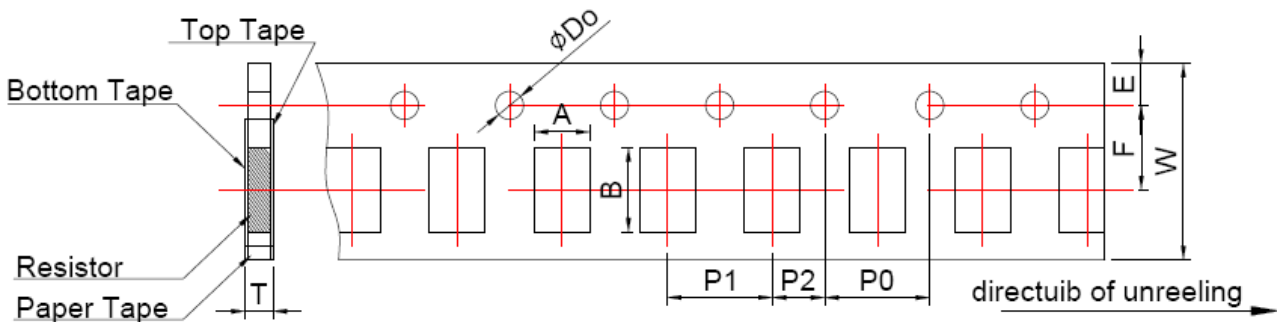 Top Tape
Bottom Tape
Resistor
Paper Tape
T
ϕDo
A
B
P1
P2
P0
E
F
W
directuib of unreeling